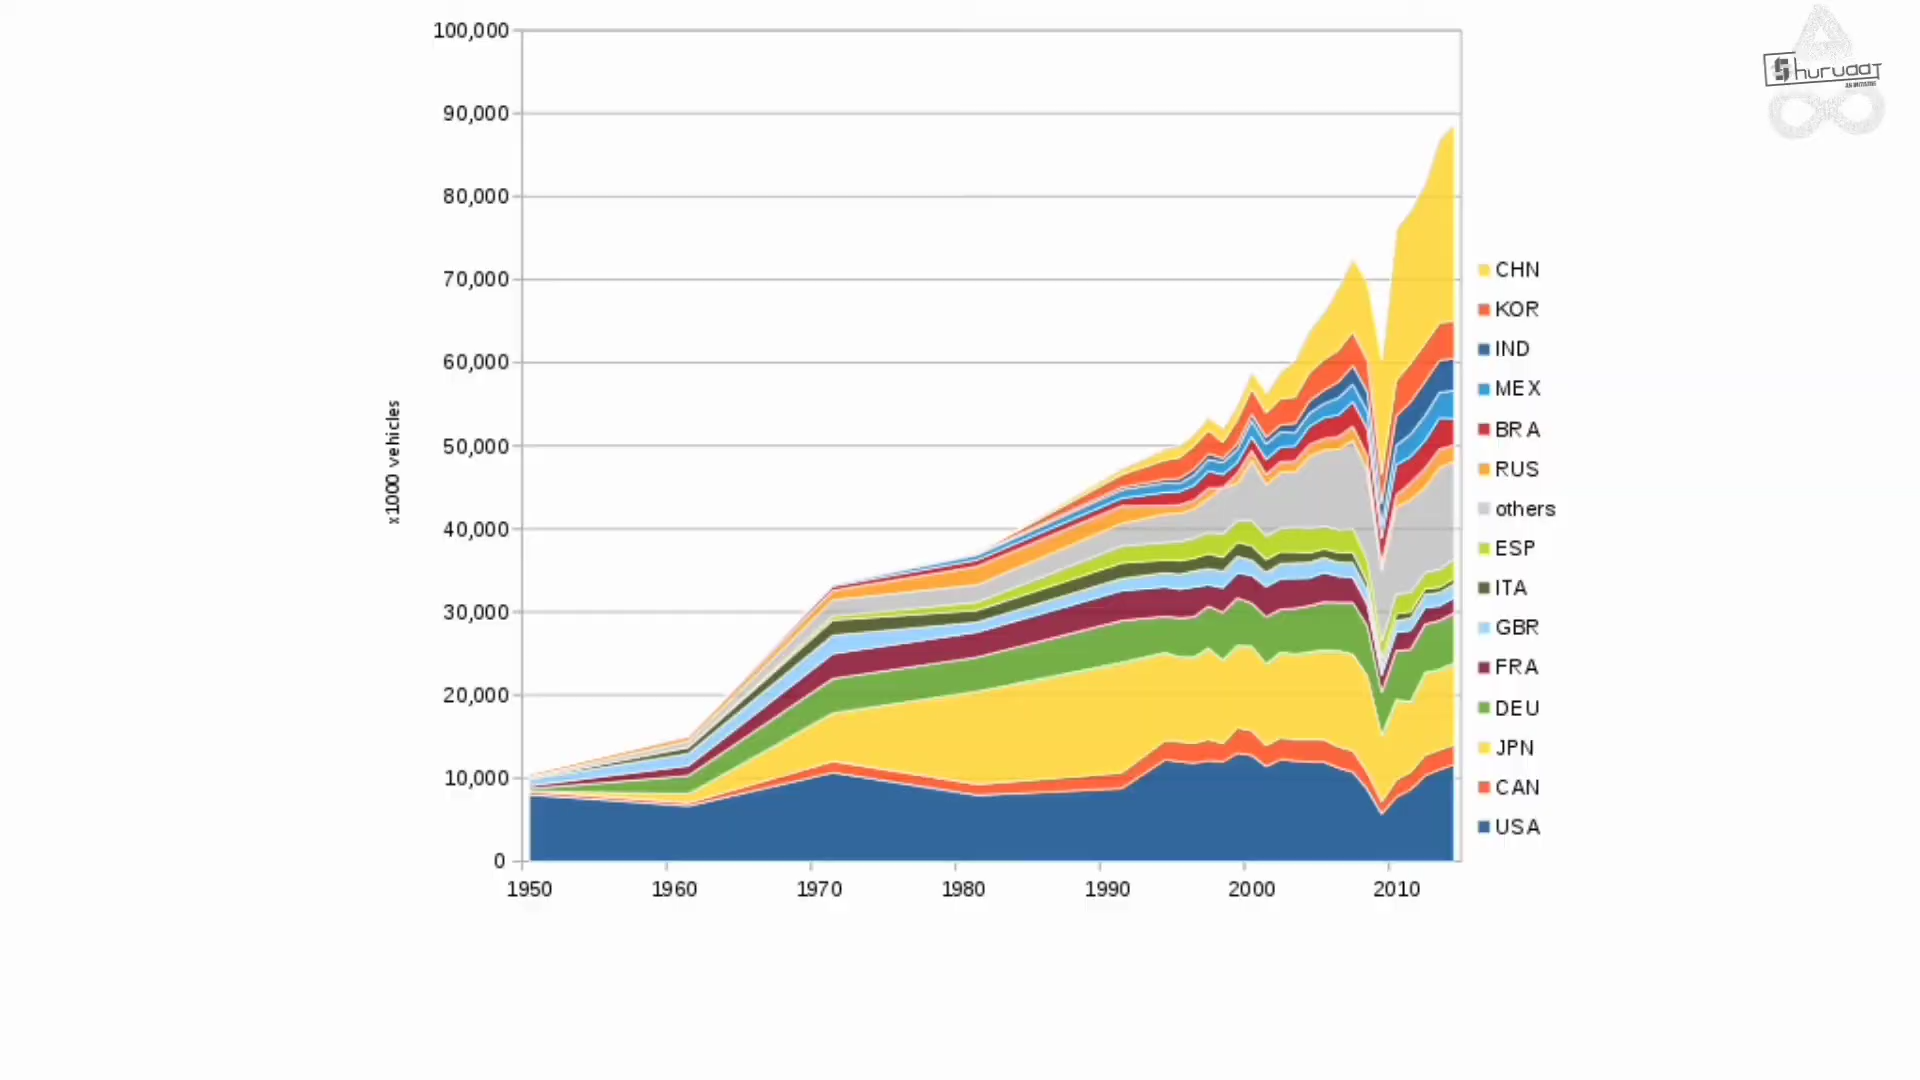 Shuruaat
AN INITIATIVE
100,000
90,000
80,000
70,000
60,000
50,000
40,000
30,000
20,000
10,000
0
x1000 vehicles
1950 1960 1970 1980 1990 2000 2010
CHN
KOR
IND
MEX
BRA
RUS
others
ESP
ITA
GBR
FRA
DEU
JPN
CAN
USA